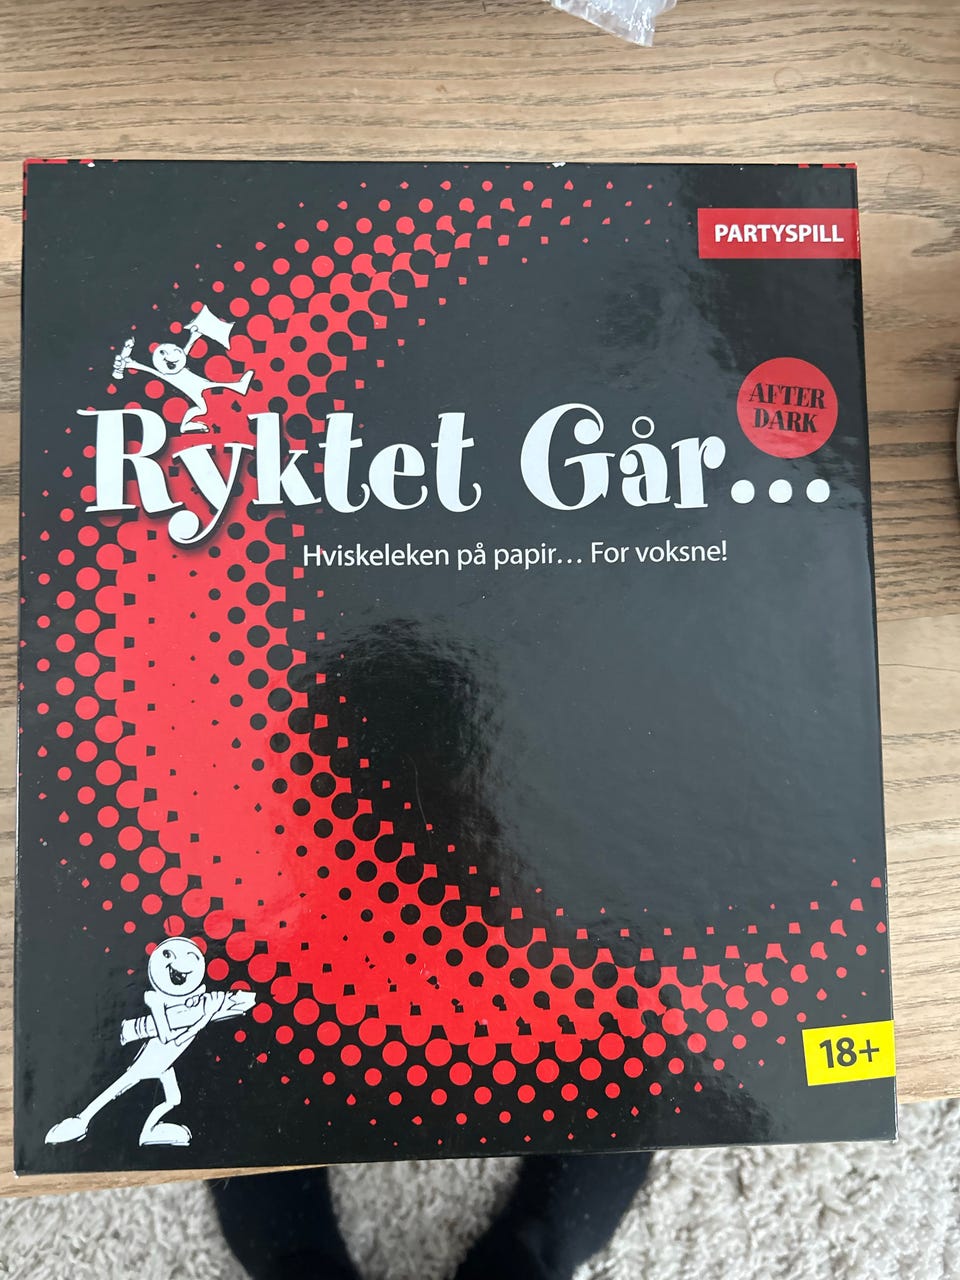 PARTYSPILL
AFTER
DARK
Ryktet Går...
Hviskeleken på papir... For voksne!
18+